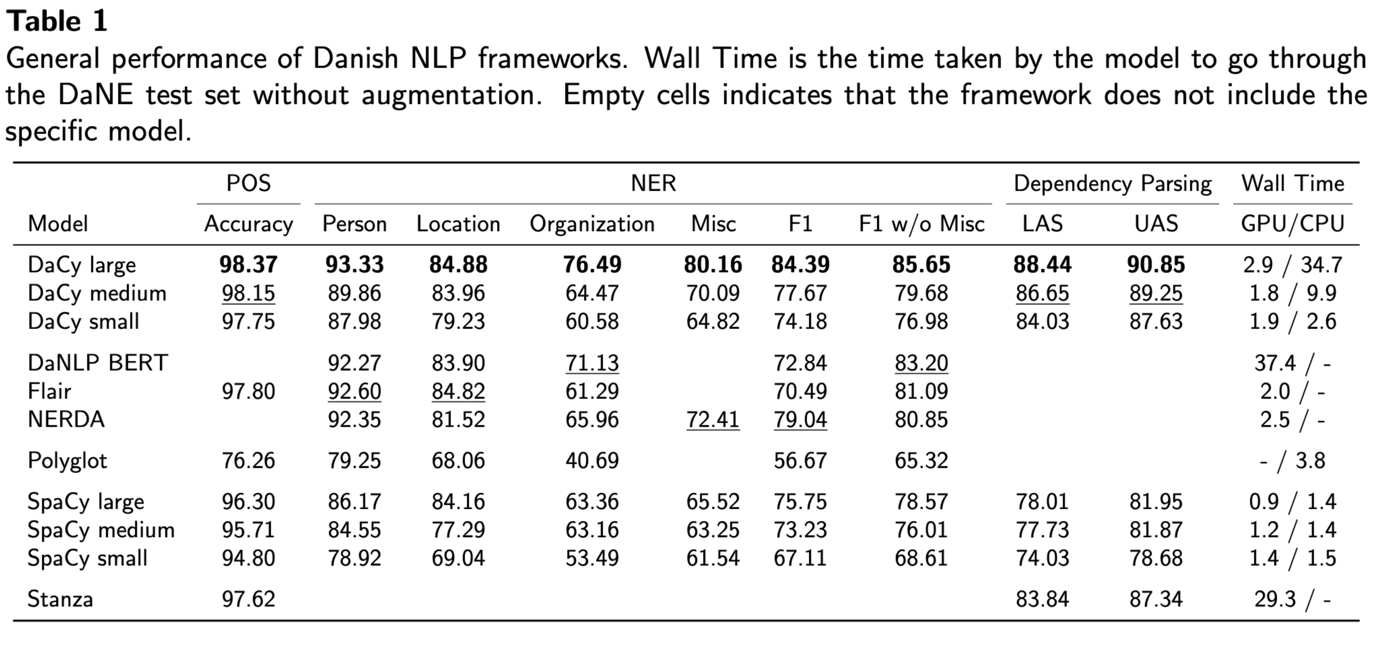 Table 1
General performance of Danish NLP frameworks. Wall Time is the time taken by the model to go through
the DaNE test set without augmentation. Empty cells indicates that the framework does not include the
specific model.
POS NER Dependency Parsing Wall Time
Model Accuracy Person Location Organization Misc F1 F1 w/o Misc LAS UAS GPU/CPU
DaCy large 98.37 93.33 84.88 76.49 80.16 84.39 85.65 88.44 90.85 2.9 / 34.7
DaCy medium 98.15 89.86 83.96 64.47 70.09 77.67 79.68 86.65 89.25 1.8 / 9.9
DaCy small 97.75 87.98 79.23 60.58 64.82 74.18 76.98 84.03 87.63 1.9 / 2.6
DaNLP BERT 92.27 83.90 71.13 72.84 83.20 37.4 / -
Flair 97.80 92.60 84.82 61.29 70.49 81.09 2.0 / -
NERDA 92.35 81.52 65.96 72.41 79.04 80.85 2.5 / -
Polyglot 76.26 79.25 68.06 40.69 56.67 65.32 - / 3.8
SpaCy large 96.30 86.17 84.16 63.36 65.52 75.75 78.57 78.01 81.95 0.9 / 1.4
SpaCy medium 95.71 84.55 77.29 63.16 63.25 73.23 76.01 77.73 81.87 1.2 / 1.4
SpaCy small 94.80 78.92 69.04 53.49 61.54 67.11 68.61 74.03 78.68 1.4 / 1.5
Stanza 97.62 83.84 87.34 29.3 / -